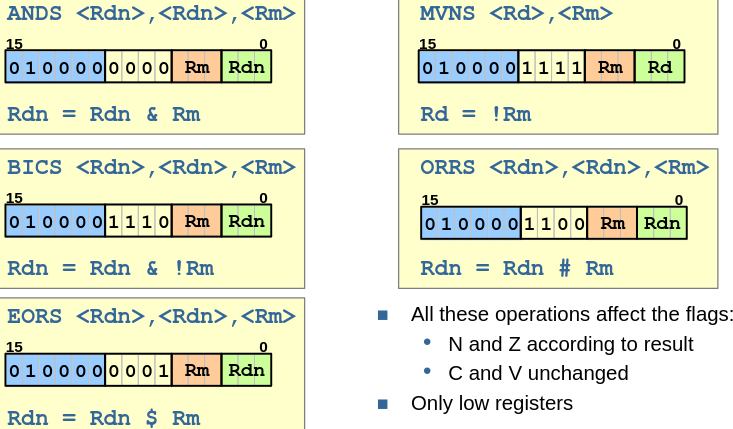 ANDS <Rdn>,<Rdn>,<Rm>
15 0
0 1 0 0 0 0 0 0 0 0 Rm Rdn
Rdn = Rdn & Rm
MVNS <Rd>,<Rm>
15 0
0 1 0 0 0 0 1 1 1 1 Rm Rd
Rd = !Rm
BICS <Rdn>,<Rdn>,<Rm>
15 0
0 1 0 0 0 0 1 1 1 0 Rm Rdn
Rdn = Rdn & !Rm
ORRS <Rdn>,<Rdn>,<Rm>
15 0
0 1 0 0 0 0 1 1 0 0 Rm Rdn
Rdn = Rdn # Rm
EORS <Rdn>,<Rdn>,<Rm>
15 0
0 1 0 0 0 0 0 0 0 1 Rm Rdn
Rdn = Rdn $ Rm
All these operations affect the flags:
N and Z according to result
C and V unchanged
Only low registers